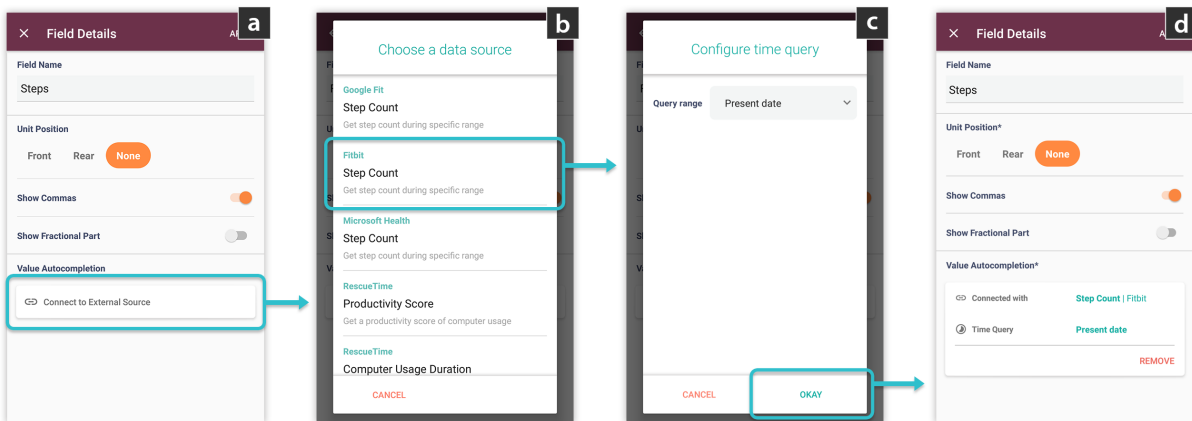 a
Field Details
Field Name
Steps
Unit Position
Front Rear None
Show Commas
Show Fractional Part
Value Autocompletion
Connect to External Source
b
Choose a data source
Google Fit
Step Count
Get step count during specific range
Fitbit
Step Count
Get step count during specific range
Microsoft Health
Step Count
Get step count during specific range
RescueTime
Productivity Score
Get a productivity score of computer usage
RescueTime
Computer Usage Duration
CANCEL
c
Configure time query
Query range Present date
CANCEL OKAY
d
Field Details
Field Name
Steps
Unit Position*
Front Rear None
Show Commas
Show Fractional Part
Value Autocompletion*
Connected with Step Count | Fitbit
Time Query Present date
REMOVE